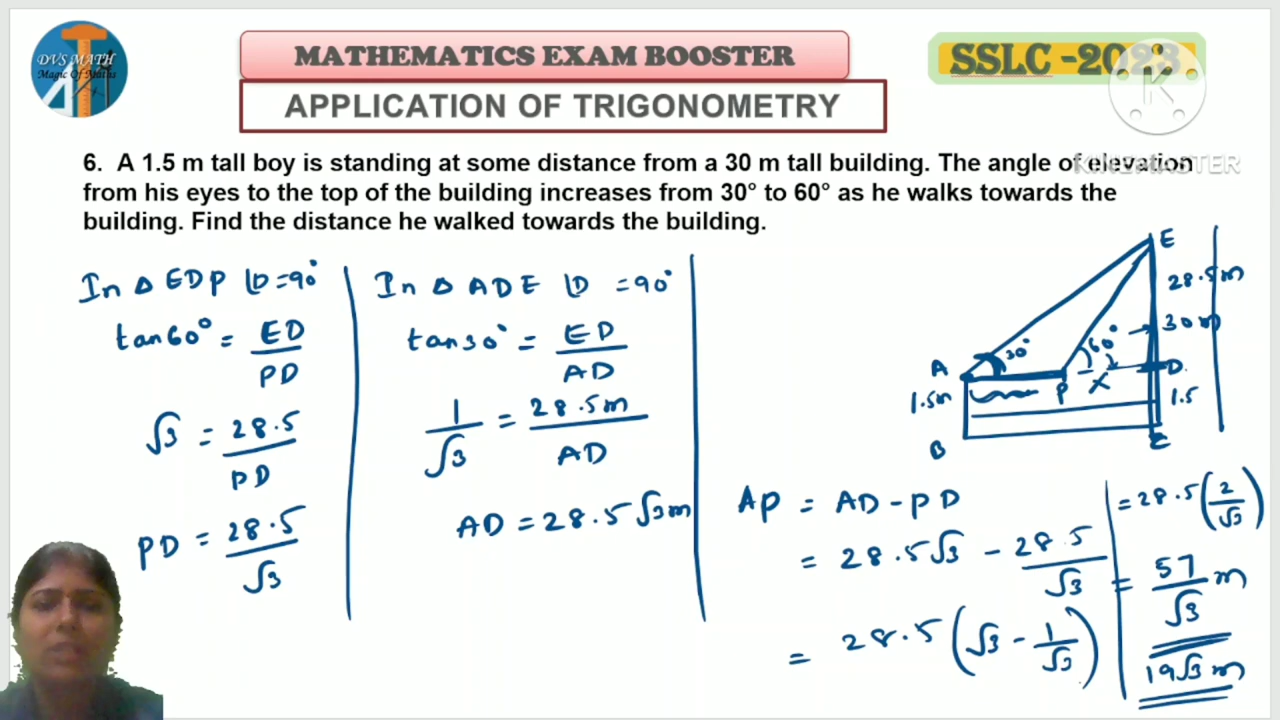 DVS MATH
Magic Of Maths
MATHEMATICS EXAM BOOSTER
SSLC -2023
K
KINEMASTER
APPLICATION OF TRIGONOMETRY
6. A 1.5 m tall boy is standing at some distance from a 30 m tall building. The angle of elevation
from his eyes to the top of the building increases from 30° to 60° as he walks towards the
building. Find the distance he walked towards the building.
In Δ EDP ∟D = 90°
tan60° = ED/PD
√3 = 28.5/PD
PD = 28.5/√3
In Δ ADE ∟D = 90°
tan30° = ED/AD
1/√3 = 28.5m/AD
AD = 28.5√3m
E
28.5m
30m
60°
30°
A
P
x
D
1.5m
1.5
B
AP = AD - PD
= 28.5√3 - 28.5/√3
= 28.5(√3 - 1/√3)
= 28.5(2/√3)
= 57/√3 m
19√3 m